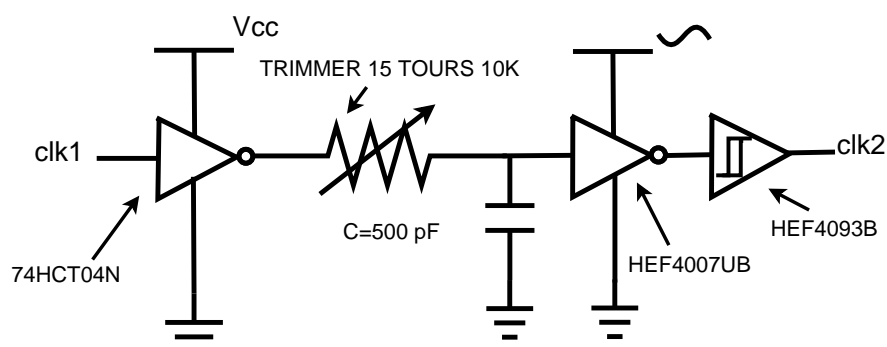 Vcc
TRIMMER 15 TOURS 10K
clk1
clk2
C=500 pF
HEF4093B
HEF4007UB
74HCT04N